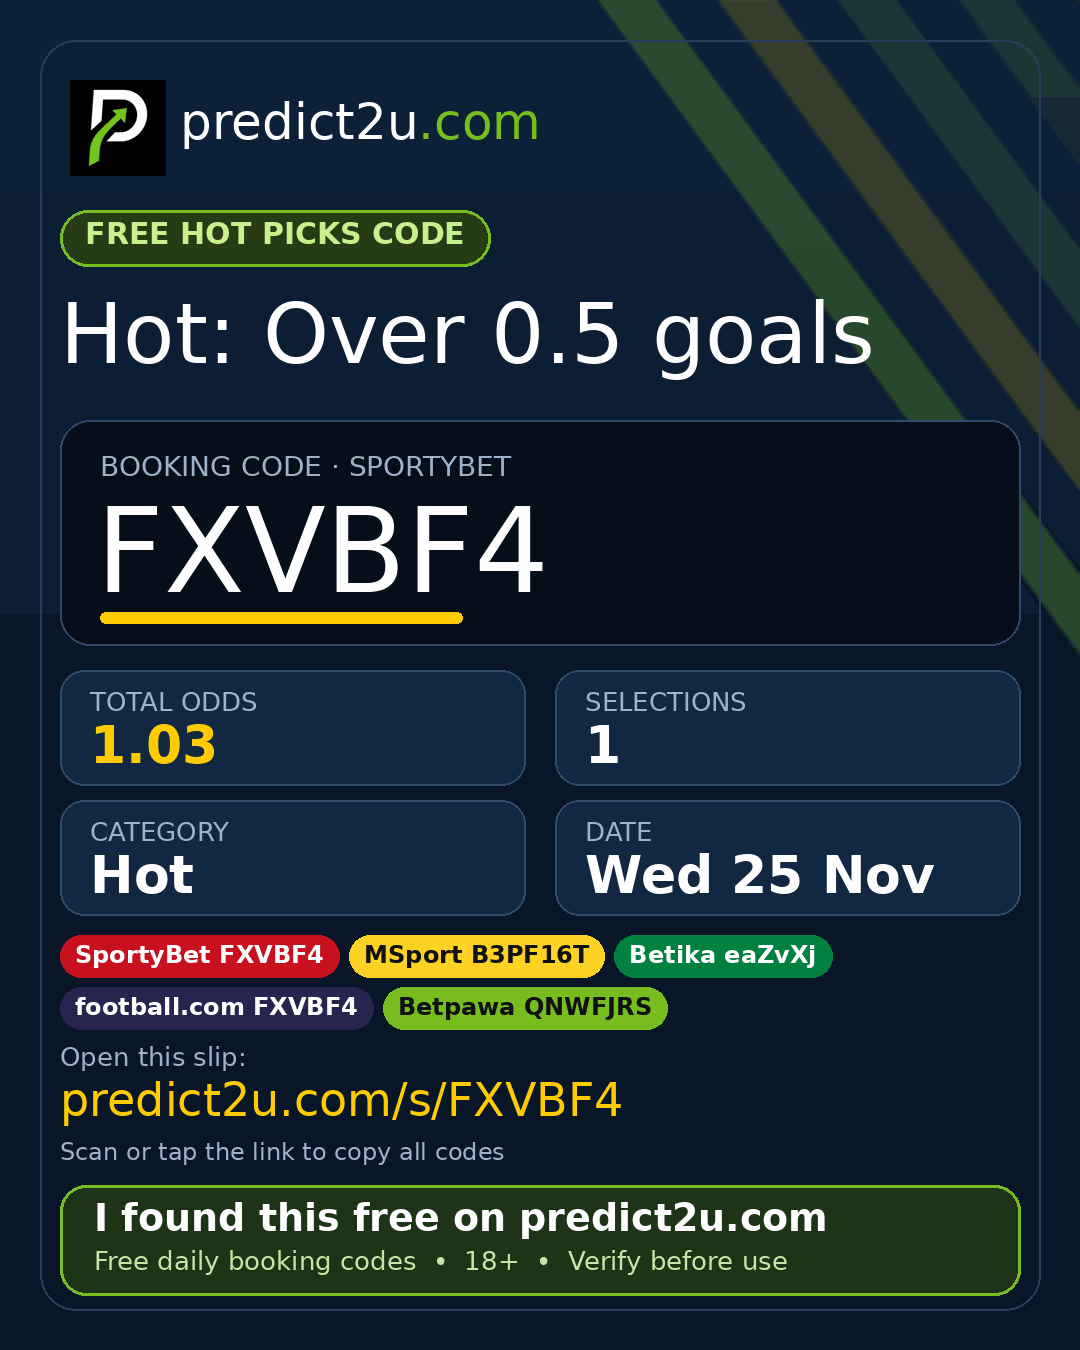 predict2u.com
FREE HOT PICKS CODE
Hot: Over 0.5 goals
BOOKING CODE · SPORTYBET
FXVBF4
TOTAL ODDS
1.03
SELECTIONS
1
CATEGORY
Hot
DATE
Wed 25 Nov
SportyBet FXVBF4
MSport B3PF16T
Betika eaZvXj
football.com FXVBF4
Betpawa QNWFJRS
Open this slip:
predict2u.com/s/FXVBF4
Scan or tap the link to copy all codes
I found this free on predict2u.com
Free daily booking codes • 18+ • Verify before use